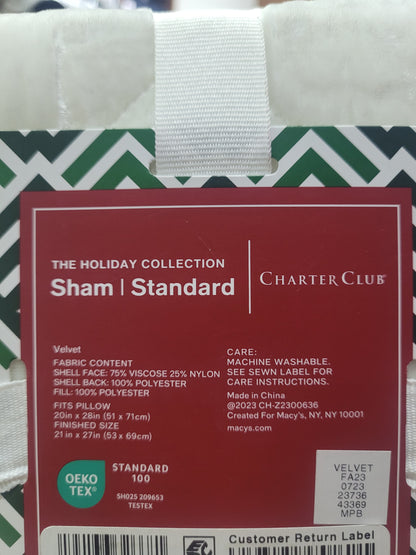 THE HOLIDAY COLLECTION
Sham | Standard
CHARTER CLUB®
Velvet
FABRIC CONTENT
SHELL FACE: 75% VISCOSE 25% NYLON
SHELL BACK: 100% POLYESTER
FILL: 100% POLYESTER
FITS PILLOW
20in x 28in (51 x 71cm)
FINISHED SIZE
21 in x 27in (53 x 69cm)
CARE:
MACHINE WASHABLE.
SEE SEWN LABEL FOR
CARE INSTRUCTIONS.
Made in China
@2023 CH-Z2300636
Created For Macy's, NY, NY 10001
macys.com
OEKO
TEX®
STANDARD
100
SH025 209653
TESTEX
VELVET
FA23
0723
23736
43369
MPB
Customer Return Label